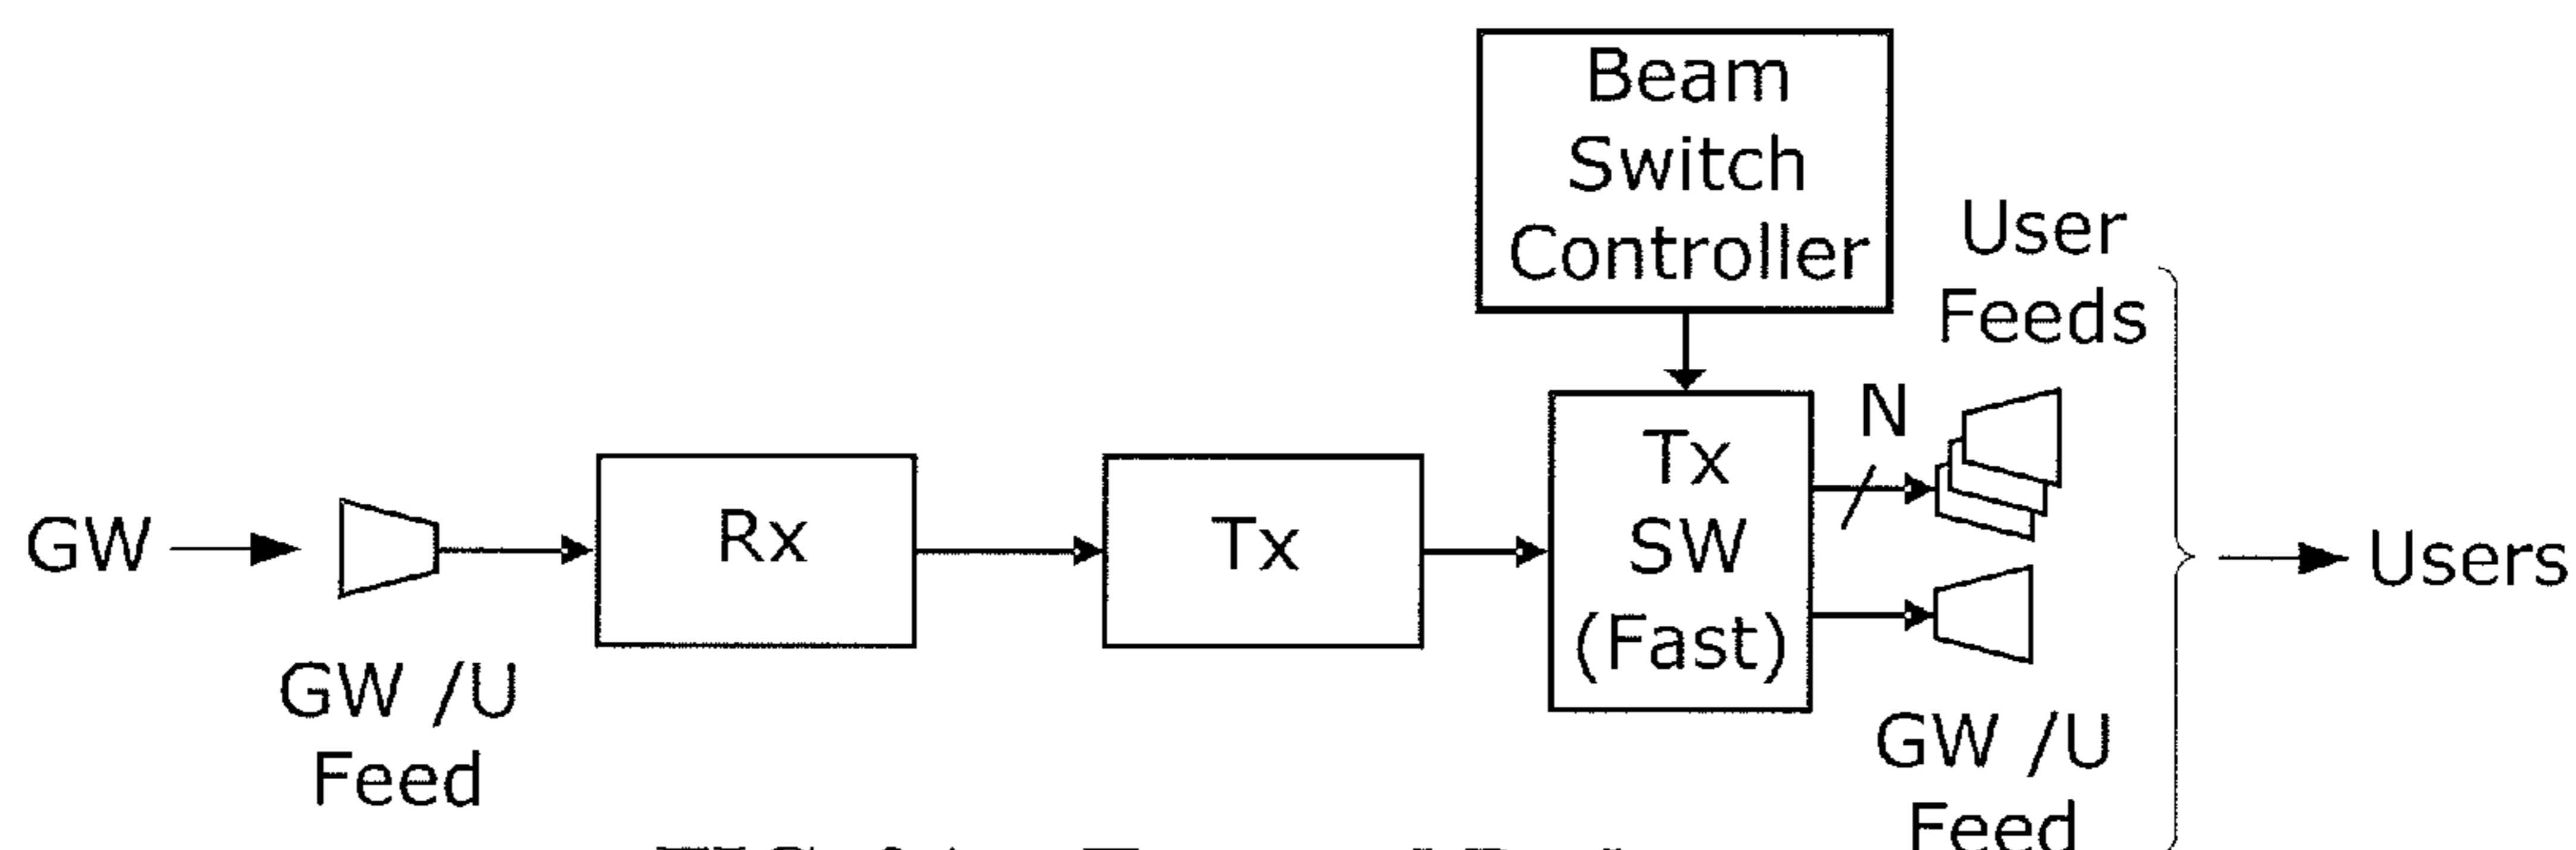 Beam
Switch
Controller
User
Feeds
N
GW
Rx
Tx
Tx
SW
(Fast)
Users
GW /U
Feed
GW /U
Feed